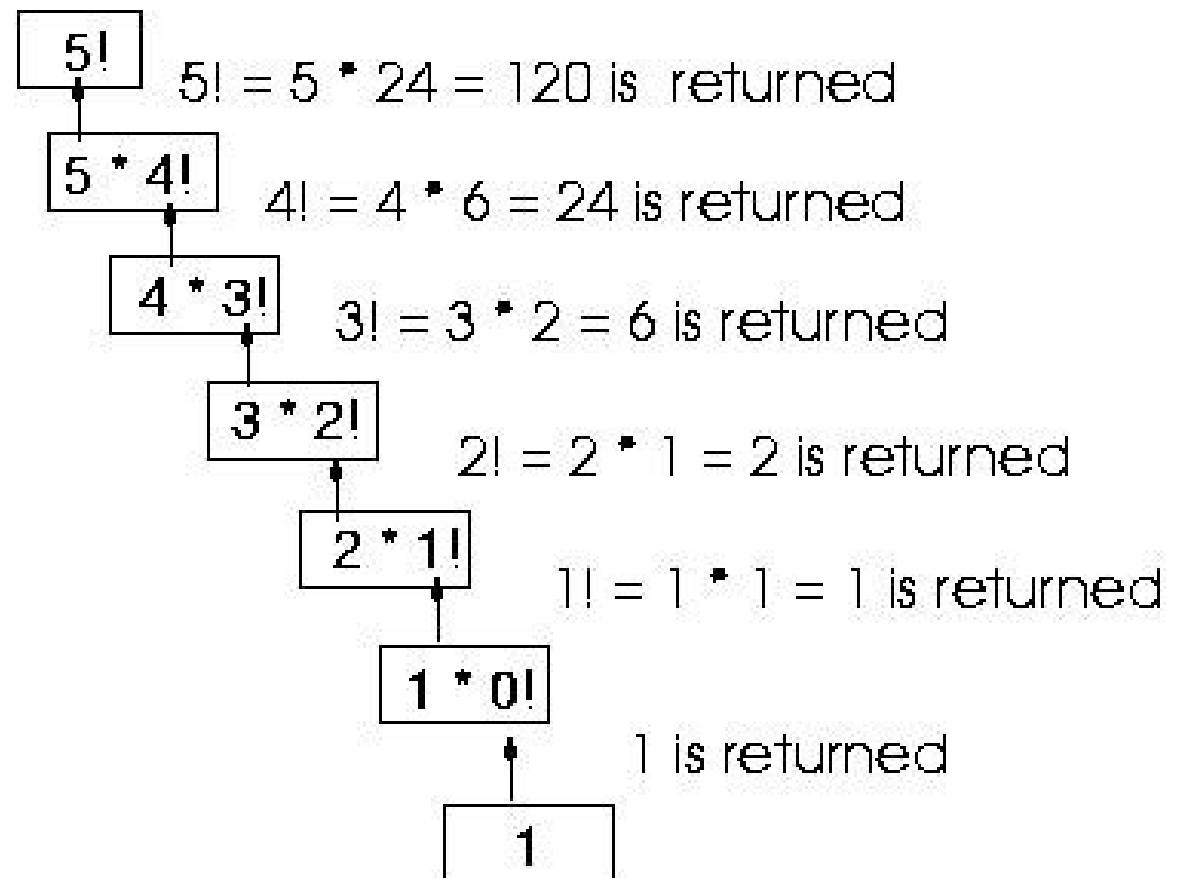 5!
5! = 5 * 24 = 120 is returned
5 * 4!
4! = 4 * 6 = 24 is returned
4 * 3!
3! = 3 * 2 = 6 is returned
3 * 2!
2! = 2 * 1 = 2 is returned
2 * 1!
1! = 1 * 1 = 1 is returned
1 * 0!
1 is returned
1